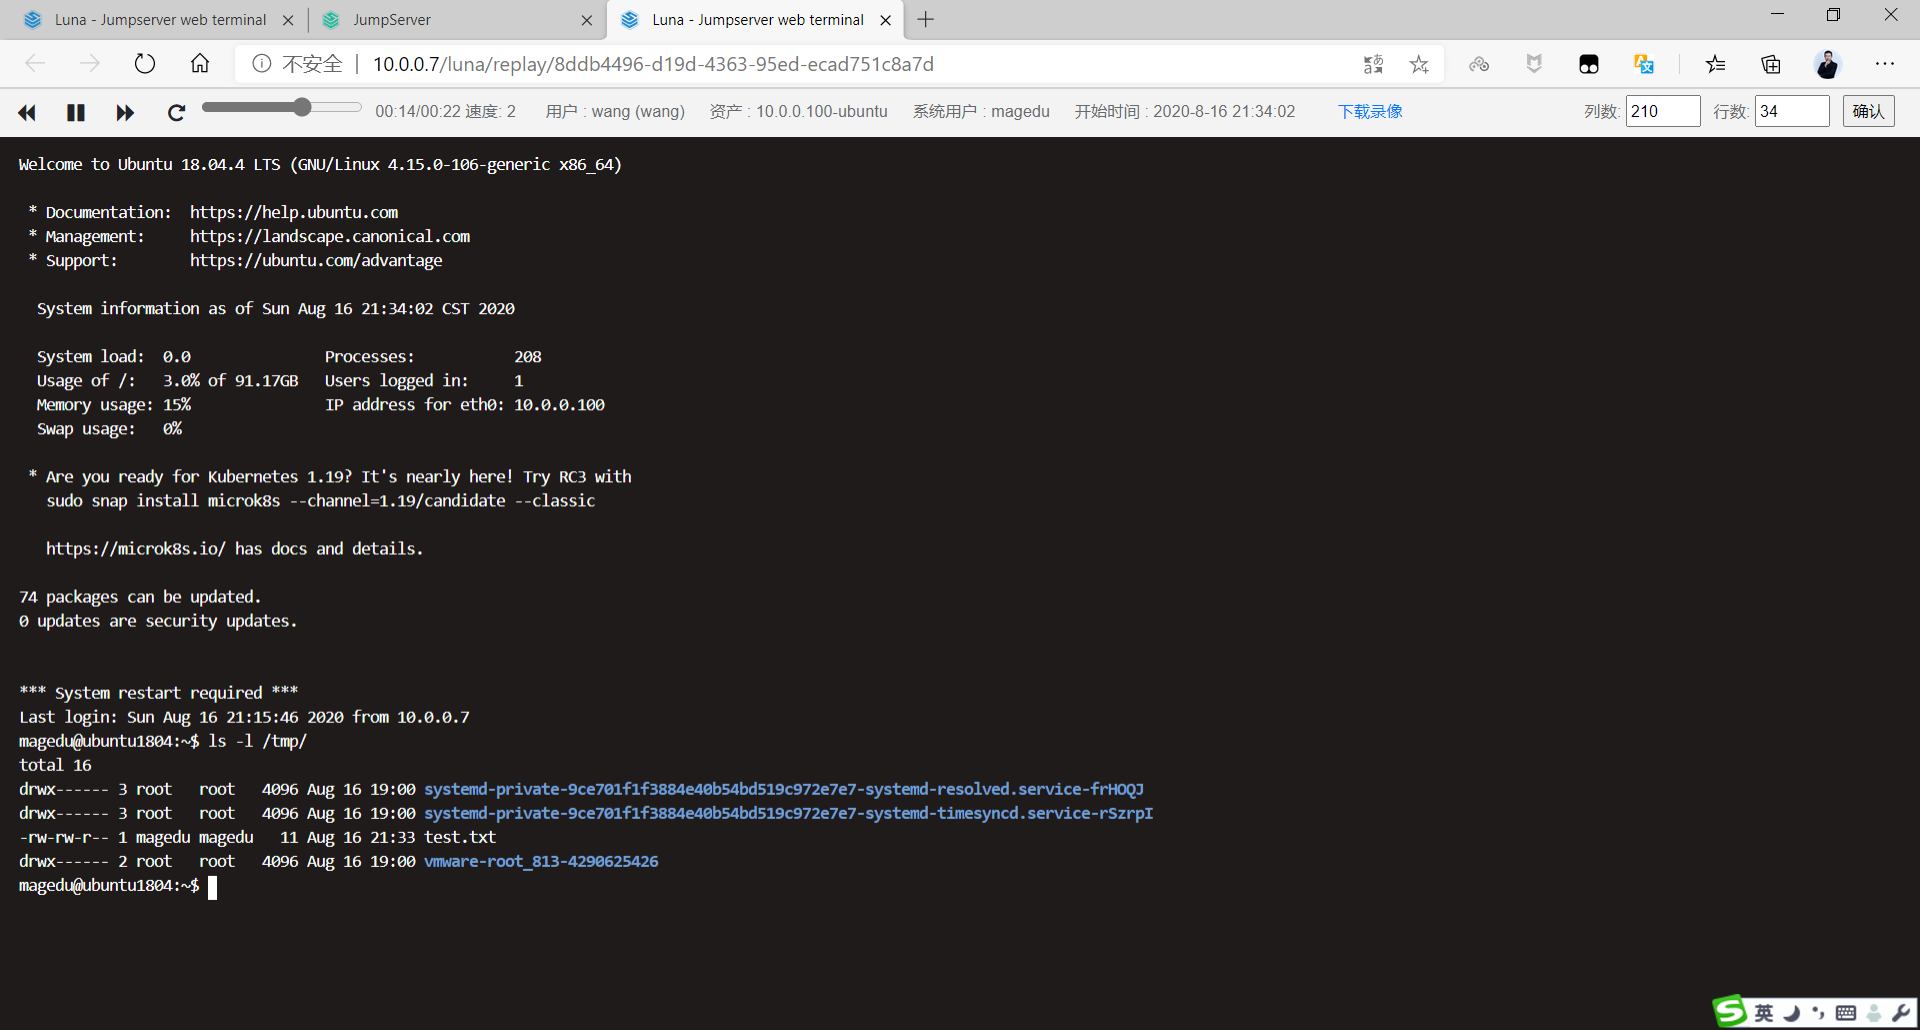 Luna - Jumpserver web terminal
JumpServer
Luna - Jumpserver web terminal
不安全 | 10.0.0.7/luna/replay/8ddb4496-d19d-4363-95ed-ecad751c8a7d
00:14/00:22 速度: 2 用户 : wang (wang) 资产 : 10.0.0.100-ubuntu 系统用户 : magedu 开始时间 : 2020-8-16 21:34:02 下载录像 列数: 210 行数: 34 确认
Welcome to Ubuntu 18.04.4 LTS (GNU/Linux 4.15.0-106-generic x86_64)
* Documentation:  https://help.ubuntu.com
* Management:     https://landscape.canonical.com
* Support:        https://ubuntu.com/advantage
System information as of Sun Aug 16 21:34:02 CST 2020
System load:  0.0               Processes:           208
Usage of /:   3.0% of 91.17GB   Users logged in:     1
Memory usage: 15%               IP address for eth0: 10.0.0.100
Swap usage:   0%
* Are you ready for Kubernetes 1.19? It's nearly here! Try RC3 with
sudo snap install microk8s --channel=1.19/candidate --classic
https://microk8s.io/ has docs and details.
74 packages can be updated.
0 updates are security updates.
*** System restart required ***
Last login: Sun Aug 16 21:15:46 2020 from 10.0.0.7
magedu@ubuntu1804:~$ ls -l /tmp/
total 16
drwx------ 3 root   root   4096 Aug 16 19:00 systemd-private-9ce701f1f3884e40b54bd519c972e7e7-systemd-resolved.service-frHOQJ
drwx------ 3 root   root   4096 Aug 16 19:00 systemd-private-9ce701f1f3884e40b54bd519c972e7e7-systemd-timesyncd.service-rSzrpI
-rw-rw-r-- 1 magedu magedu   11 Aug 16 21:33 test.txt
drwx------ 2 root   root   4096 Aug 16 19:00 vmware-root_813-4290625426
magedu@ubuntu1804:~$
英